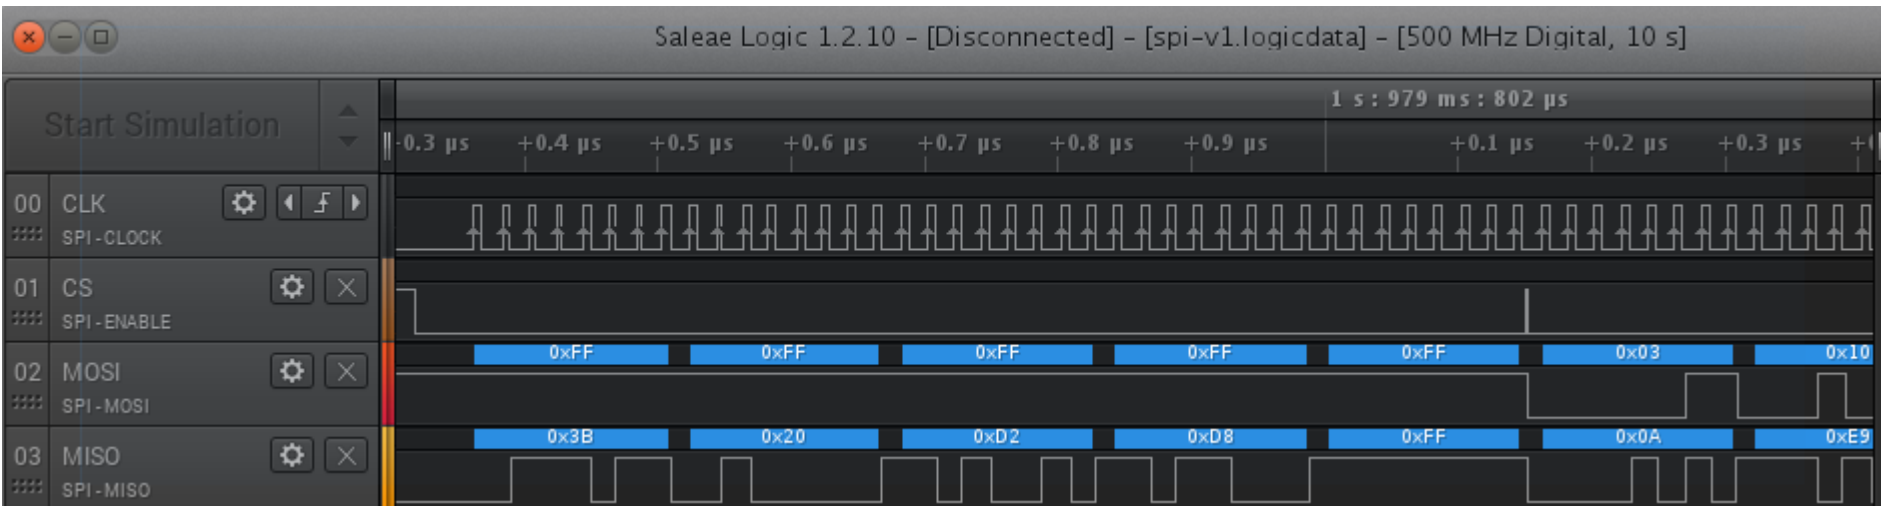 Saleae Logic 1.2.10 - [Disconnected] - [spi-v1.logicdata] - [500 MHz Digital, 10 s]
Start Simulation
1 s : 979 ms : 802 µs
0.3 µs +0.4 µs +0.5 µs +0.6 µs +0.7 µs +0.8 µs +0.9 µs +0.1 µs +0.2 µs +0.3 µs
00 CLK
SPI - CLOCK
01 CS
SPI - ENABLE
0xFF 0xFF 0xFF 0xFF 0xFF 0x03 0x10
02 MOSI
SPI - MOSI
0x3B 0x20 0xD2 0xD8 0xFF 0x0A 0xE9
03 MISO
SPI - MISO